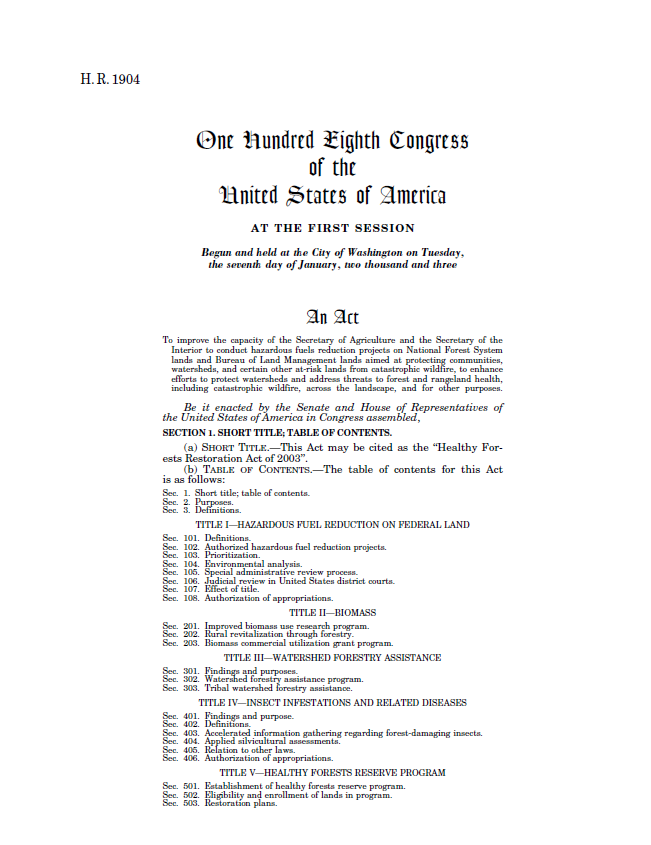 H. R. 1904
One Hundred Eighth Congress
of the
United States of America
AT THE FIRST SESSION
Begun and held at the City of Washington on Tuesday,
the seventh day of January, two thousand and three
An Act
To improve the capacity of the Secretary of Agriculture and the Secretary of the
Interior to conduct hazardous fuels reduction projects on National Forest System
lands and Bureau of Land Management lands aimed at protecting communities,
watersheds, and certain other at-risk lands from catastrophic wildfire, to enhance
efforts to protect watersheds and address threats to forest and rangeland health,
including catastrophic wildfire, across the landscape, and for other purposes.
Be it enacted by the Senate and House of Representatives of
the United States of America in Congress assembled,
SECTION 1. SHORT TITLE; TABLE OF CONTENTS.
(a) SHORT TITLE.—This Act may be cited as the “Healthy For-
ests Restoration Act of 2003”.
(b) TABLE OF CONTENTS.—The table of contents for this Act
is as follows:
Sec. 1. Short title; table of contents.
Sec. 2. Purposes.
Sec. 3. Definitions.
TITLE I—HAZARDOUS FUEL REDUCTION ON FEDERAL LAND
Sec. 101. Definitions.
Sec. 102. Authorized hazardous fuel reduction projects.
Sec. 103. Prioritization.
Sec. 104. Environmental analysis.
Sec. 105. Special administrative review process.
Sec. 106. Judicial review in United States district courts.
Sec. 107. Effect of title.
Sec. 108. Authorization of appropriations.
TITLE II—BIOMASS
Sec. 201. Improved biomass use research program.
Sec. 202. Rural revitalization through forestry.
Sec. 203. Biomass commercial utilization grant program.
TITLE III—WATERSHED FORESTRY ASSISTANCE
Sec. 301. Findings and purposes.
Sec. 302. Watershed forestry assistance program.
Sec. 303. Tribal watershed forestry assistance.
TITLE IV—INSECT INFESTATIONS AND RELATED DISEASES
Sec. 401. Findings and purpose.
Sec. 402. Definitions.
Sec. 403. Accelerated information gathering regarding forest-damaging insects.
Sec. 404. Applied silvicultural assessments.
Sec. 405. Relation to other laws.
Sec. 406. Authorization of appropriations.
TITLE V—HEALTHY FORESTS RESERVE PROGRAM
Sec. 501. Establishment of healthy forests reserve program.
Sec. 502. Eligibility and enrollment of lands in program.
Sec. 503. Restoration plans.